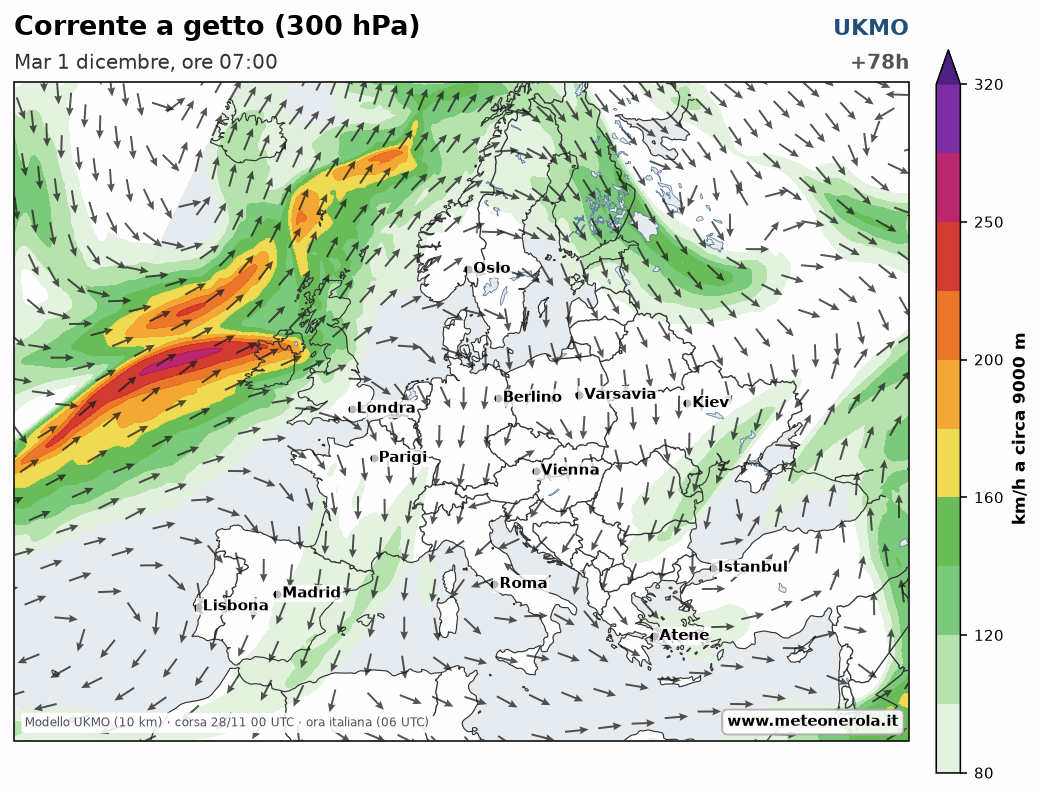 Corrente a getto (300 hPa)
UKMO
Mar 1 dicembre, ore 07:00
+78h
320
250
200
160
120
80
km/h a circa 9000 m
Oslo
Berlino
Varsavia
Kiev
Londra
Parigi
Vienna
Istanbul
Roma
Madrid
Lisbona
Atene
Modello UKMO (10 km) · corsa 28/11 00 UTC · ora italiana (06 UTC)
www.meteonerola.it